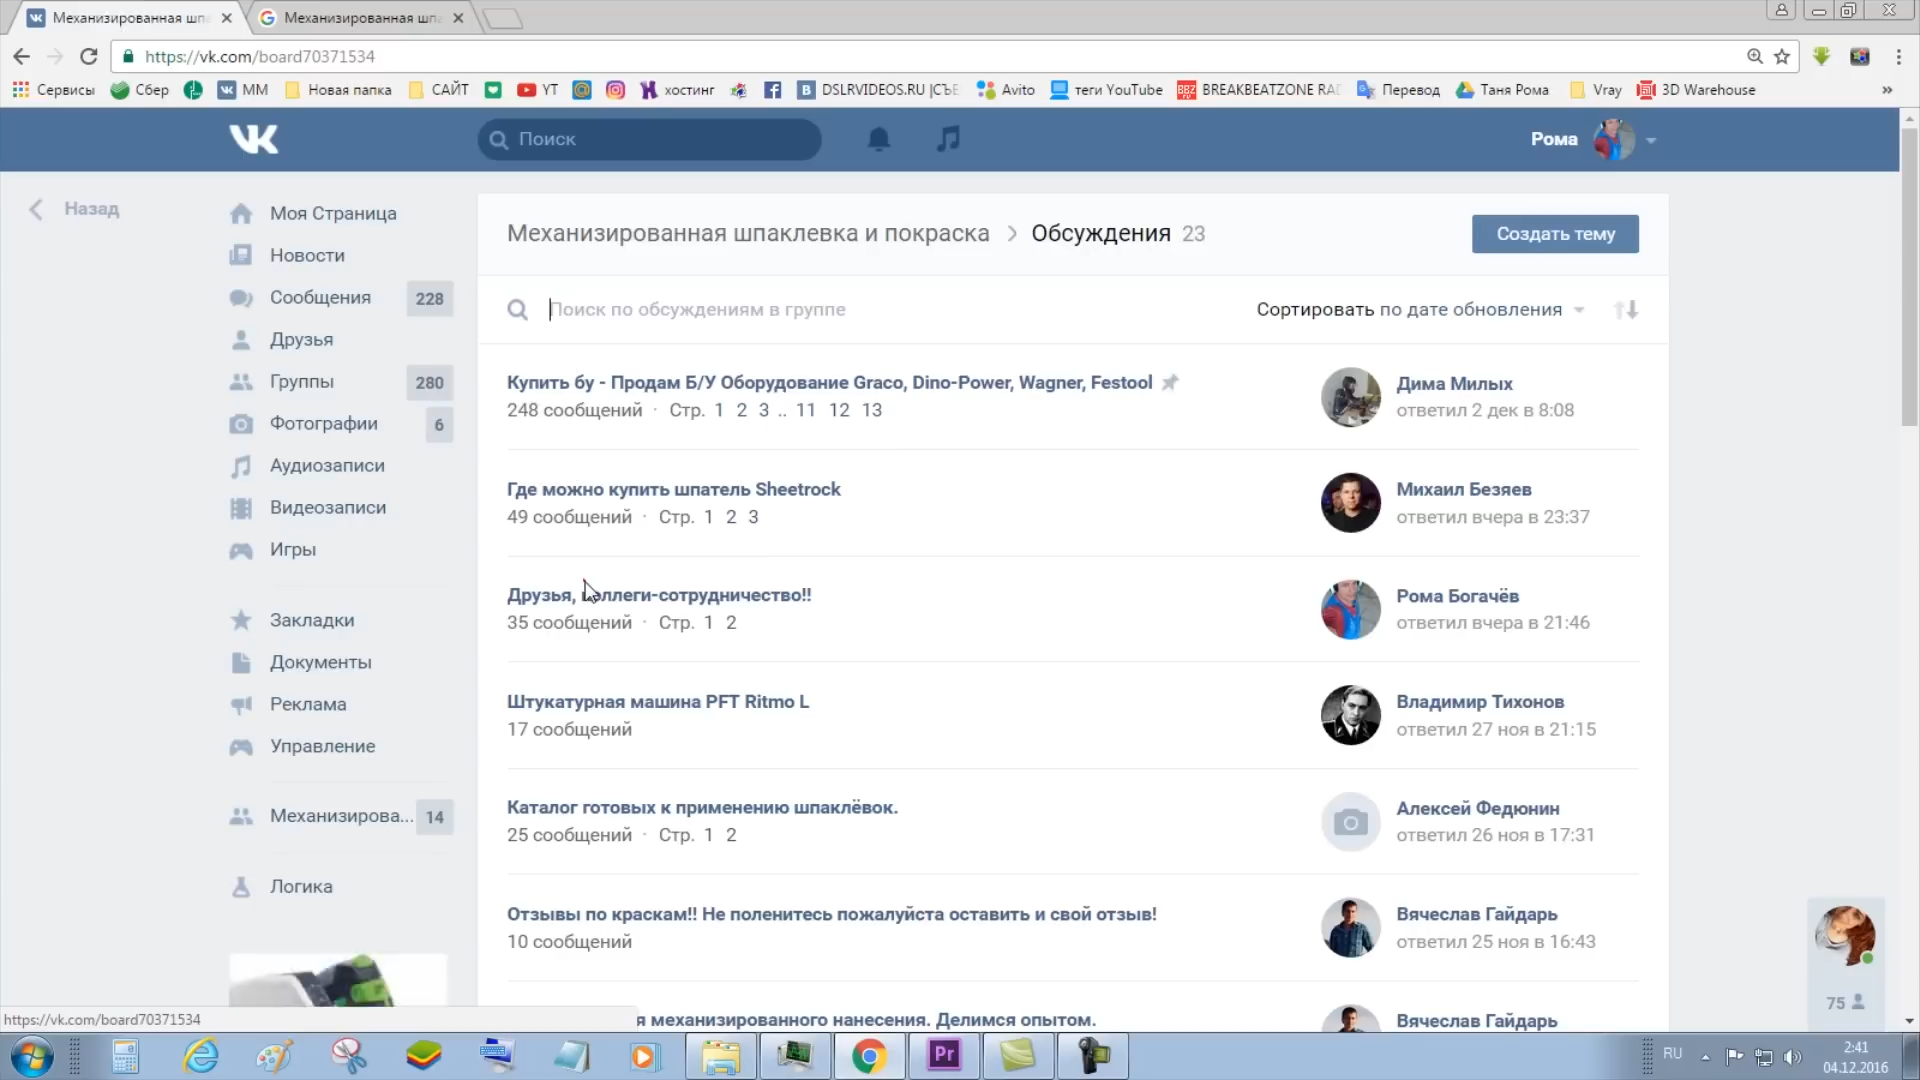 Механизированная шп
Механизированная шпа
https://vk.com/board70371534
Сервисы
Сбер
ММ
Новая папка
САЙТ
YT
хостинг
DSLRVIDEOS.RU |СЪЕ
Avito
теги YouTube
BREAKBEATZONE RAD
Перевод
Таня Рома
Vray
3D Warehouse
»
Поиск
Рома
Назад
Моя Страница
Новости
Сообщения 228
Друзья
Группы 280
Фотографии 6
Аудиозаписи
Видеозаписи
Игры
Закладки
Документы
Реклама
Управление
Механизирова... 14
Логика
Механизированная шпаклевка и покраска > Обсуждения 23
Создать тему
Поиск по обсуждениям в группе
Сортировать по дате обновления
Купить бу - Продам Б/У Оборудование Graco, Dino-Power, Wagner, Festool
248 сообщений · Стр. 1 2 3 .. 11 12 13
Дима Милых
ответил 2 дек в 8:08
Где можно купить шпатель Sheetrock
49 сообщений · Стр. 1 2 3
Михаил Безяев
ответил вчера в 23:37
Друзья, коллеги-сотрудничество!!
35 сообщений · Стр. 1 2
Рома Богачёв
ответил вчера в 21:46
Штукатурная машина PFT Ritmo L
17 сообщений
Владимир Тихонов
ответил 27 ноя в 21:15
Каталог готовых к применению шпаклёвок.
25 сообщений · Стр. 1 2
Алексей Федюнин
ответил 26 ноя в 17:31
Отзывы по краскам!! Не поленитесь пожалуйста оставить и свой отзыв!
10 сообщений
Вячеслав Гайдарь
ответил 25 ноя в 16:43
я механизированного нанесения. Делимся опытом.
Вячеслав Гайдарь
75
https://vk.com/board70371534
Pr
RU
2:41
04.12.2016